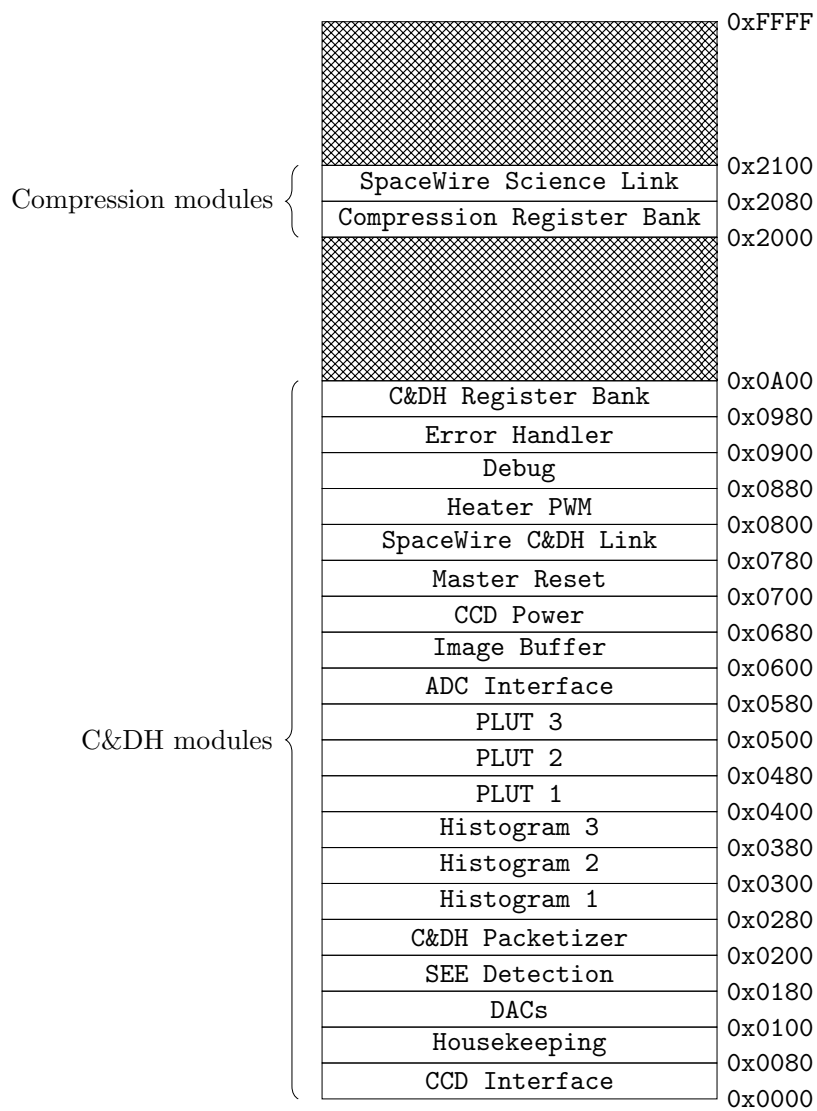 0xFFFF
0x2100
SpaceWire Science Link
Compression modules
0x2080
Compression Register Bank
0x2000
0x0A00
C&DH Register Bank
0x0980
Error Handler
0x0900
Debug
0x0880
Heater PWM
0x0800
SpaceWire C&DH Link
0x0780
Master Reset
0x0700
CCD Power
0x0680
Image Buffer
0x0600
ADC Interface
0x0580
PLUT 3
C&DH modules
0x0500
PLUT 2
0x0480
PLUT 1
0x0400
Histogram 3
0x0380
Histogram 2
0x0300
Histogram 1
0x0280
C&DH Packetizer
0x0200
SEE Detection
0x0180
DACs
0x0100
Housekeeping
0x0080
CCD Interface
0x0000